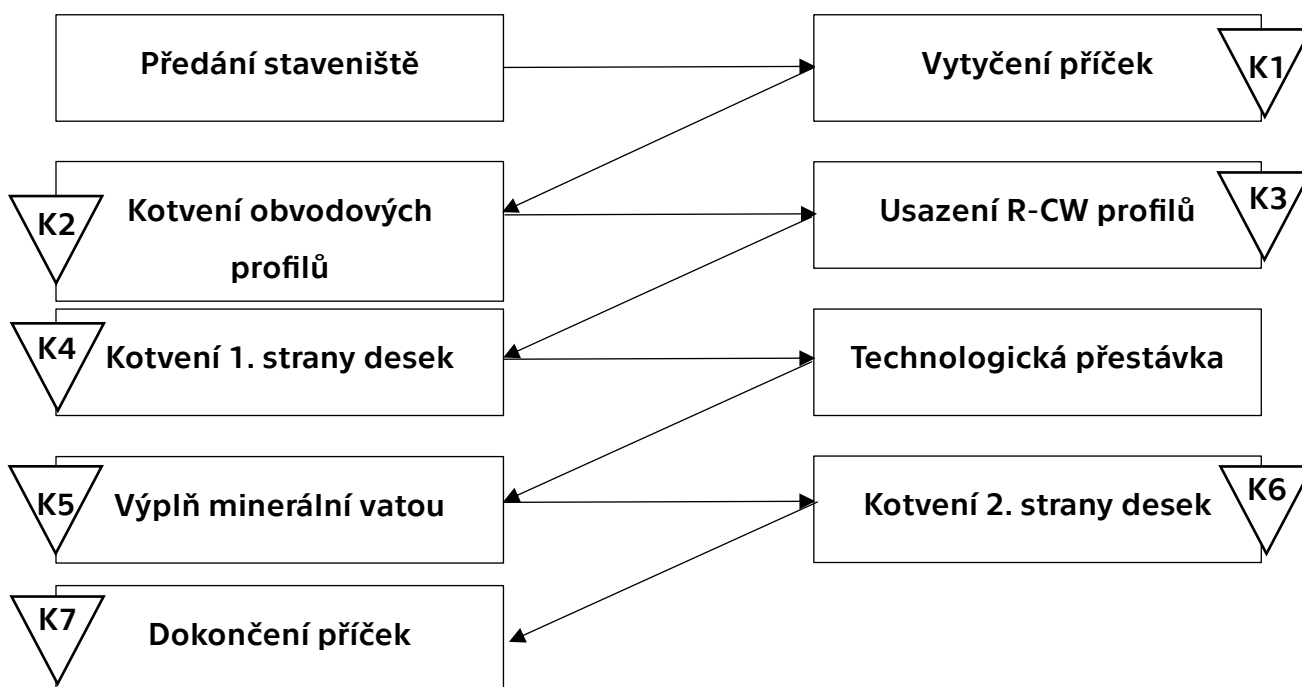 Předání staveniště
Vytyčení příček
K1
K2
Kotvení obvodových
profilů
Usazení R-CW profilů
K3
K4
Kotvení 1. strany desek
Technologická přestávka
K5
Výplň minerální vatou
Kotvení 2. strany desek
K6
K7
Dokončení příček